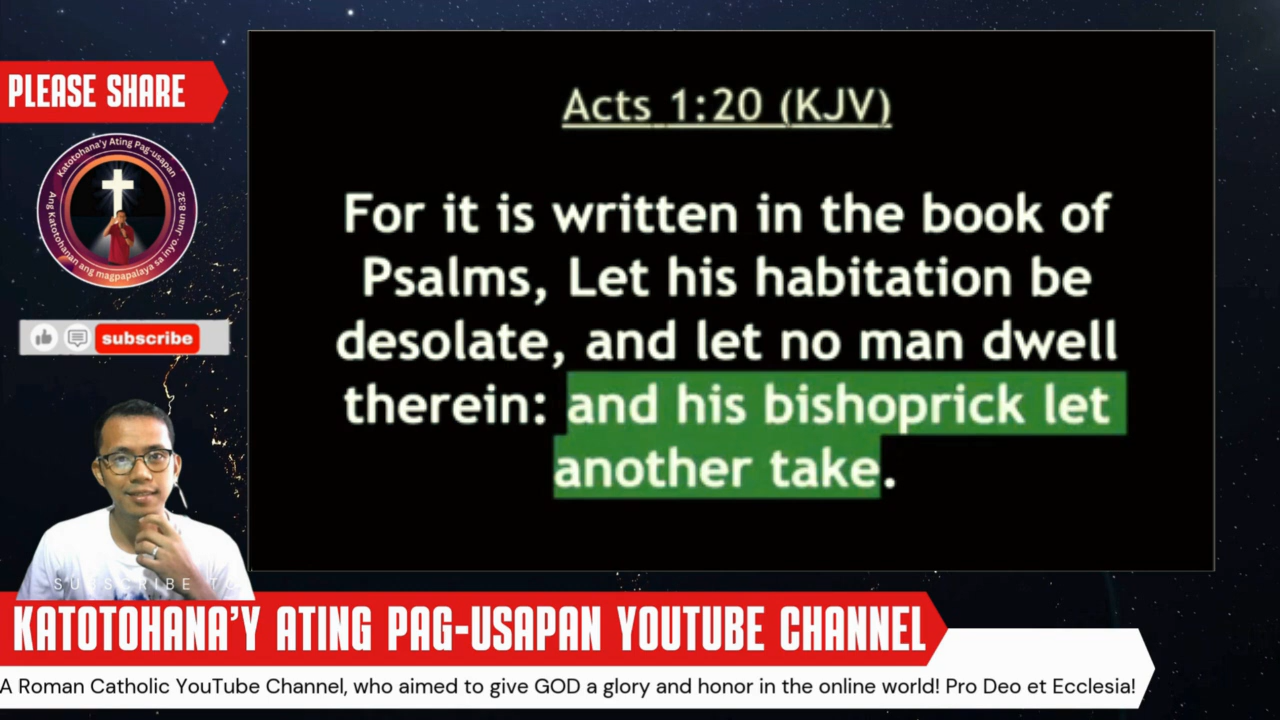 PLEASE SHARE
Katotohana'y Ating Pag-usapan
Ang Katotohanan ang magpapalaya sa inyo. Juan 8:32
subscribe
Acts 1:20 (KJV)
For it is written in the book of
Psalms, Let his habitation be
desolate, and let no man dwell
therein: and his bishoprick let
another take.
SUBSCRIBE TO
KATOTOHANA'Y ATING PAG-USAPAN YOUTUBE CHANNEL
A Roman Catholic YouTube Channel, who aimed to give GOD a glory and honor in the online world! Pro Deo et Ecclesia!